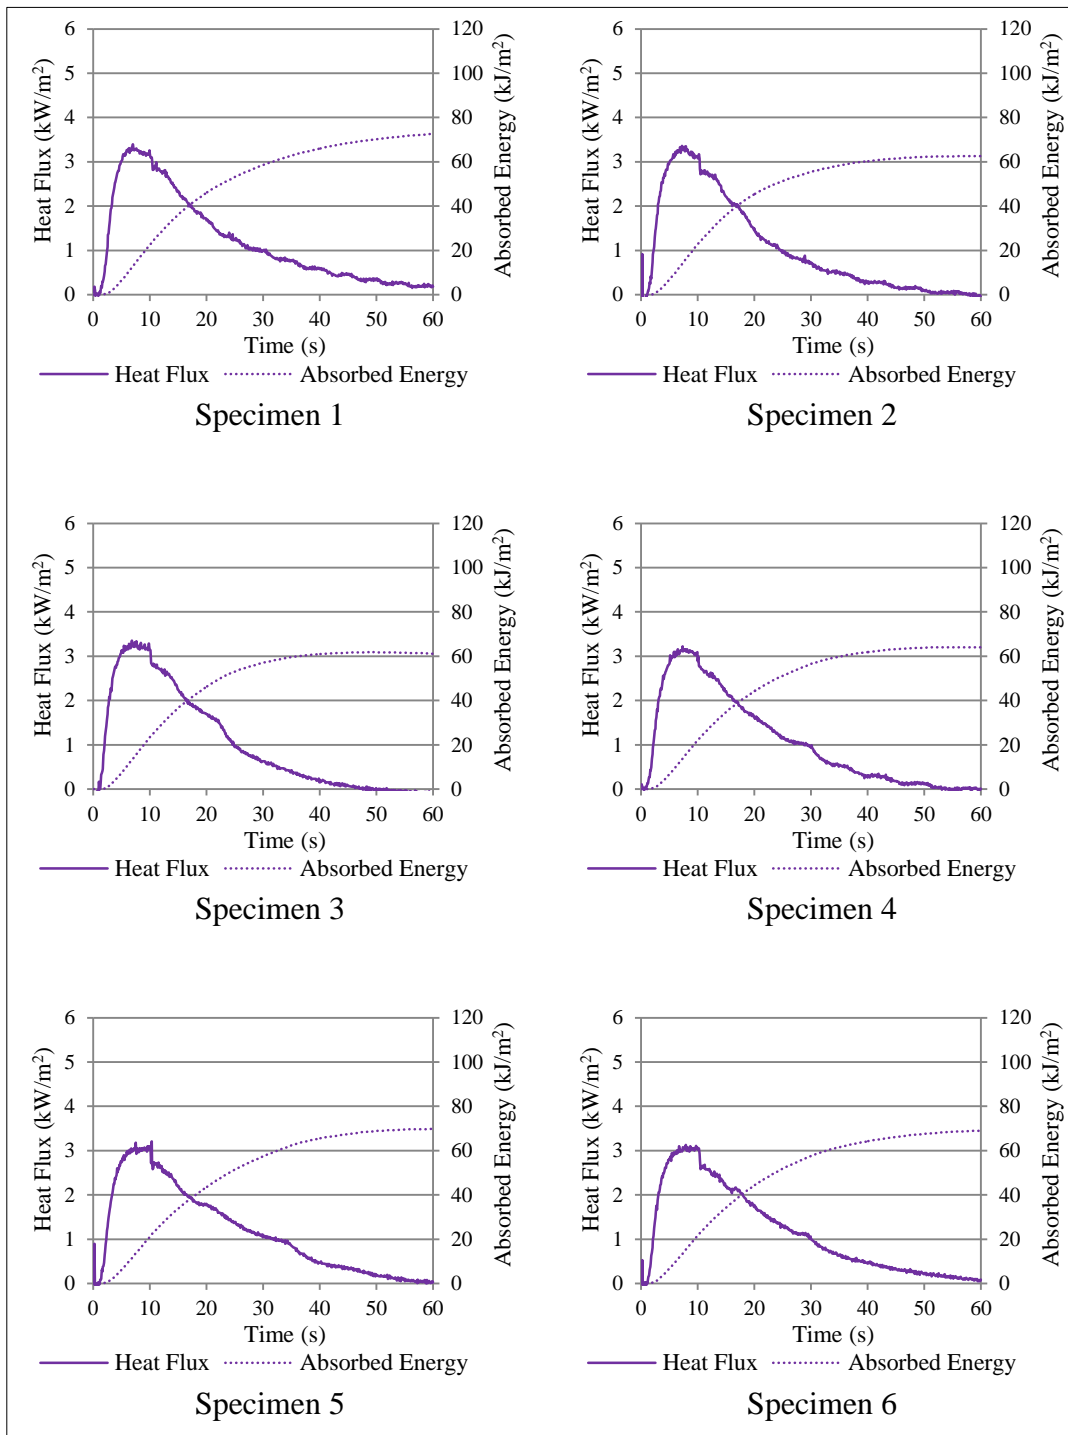 Heat Flux (kW/m²)
6
5
4
3
2
1
0
0 10 20 30 40 50 60
Time (s)
120
100
80
60
40
20
0
Absorbed Energy (kJ/m²)
Heat Flux Absorbed Energy
Specimen 1
Heat Flux (kW/m²)
6
5
4
3
2
1
0
0 10 20 30 40 50 60
Time (s)
120
100
80
60
40
20
0
Absorbed Energy (kJ/m²)
Heat Flux Absorbed Energy
Specimen 2
Heat Flux (kW/m²)
6
5
4
3
2
1
0
0 10 20 30 40 50 60
Time (s)
120
100
80
60
40
20
0
Absorbed Energy (kJ/m²)
Heat Flux Absorbed Energy
Specimen 3
Heat Flux (kW/m²)
6
5
4
3
2
1
0
0 10 20 30 40 50 60
Time (s)
120
100
80
60
40
20
0
Absorbed Energy (kJ/m²)
Heat Flux Absorbed Energy
Specimen 4
Heat Flux (kW/m²)
6
5
4
3
2
1
0
0 10 20 30 40 50 60
Time (s)
120
100
80
60
40
20
0
Absorbed Energy (kJ/m²)
Heat Flux Absorbed Energy
Specimen 5
Heat Flux (kW/m²)
6
5
4
3
2
1
0
0 10 20 30 40 50 60
Time (s)
120
100
80
60
40
20
0
Absorbed Energy (kJ/m²)
Heat Flux Absorbed Energy
Specimen 6